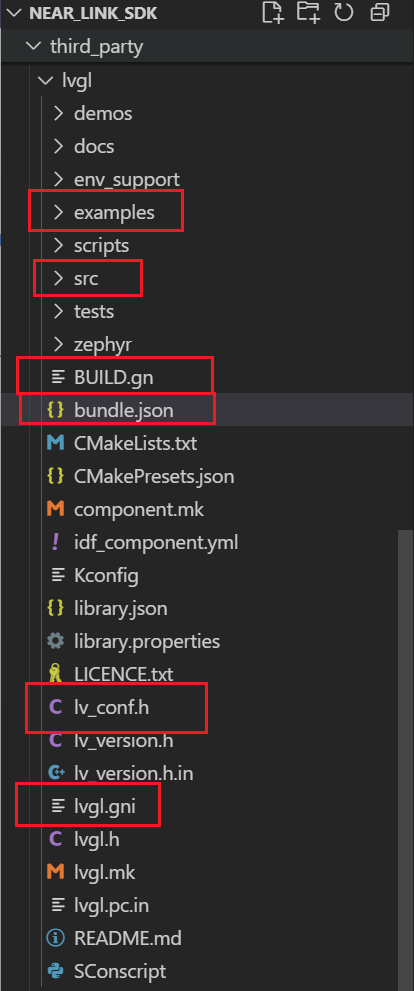 NEAR_LINK_SDK
third_party
lvgl
demos
docs
env_support
examples
scripts
src
tests
zephyr
BUILD.gn
{} bundle.json
M CMakeLists.txt
{} CMakePresets.json
M component.mk
! idf_component.yml
Kconfig
{} library.json
library.properties
LICENCE.txt
C lv_conf.h
C lv_version.h
C++ lv_version.h.in
lvgl.gni
C lvgl.h
M lvgl.mk
lvgl.pc.in
README.md
SConscript